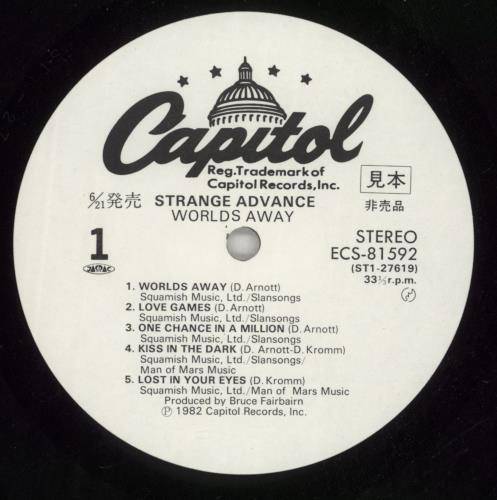 Capitol
Reg. Trademark of
Capitol Records, Inc.
見本
非売品
6/21発売
STRANGE ADVANCE
WORLDS AWAY
1
STEREO
ECS-81592
(ST1-27619)
33⅓ r.p.m.
1. WORLDS AWAY (D. Arnott)
Squamish Music, Ltd./Slansongs
2. LOVE GAMES (D. Arnott)
Squamish Music, Ltd./Slansongs
3. ONE CHANCE IN A MILLION (D. Arnott)
Squamish Music, Ltd./Slansongs
4. KISS IN THE DARK (D. Arnott-D. Kromm)
Squamish Music, Ltd./Slansongs/
Man of Mars Music
5. LOST IN YOUR EYES (D. Kromm)
Squamish Music, Ltd./Man of Mars Music
Produced by Bruce Fairbairn
Ⓟ 1982 Capitol Records, Inc.